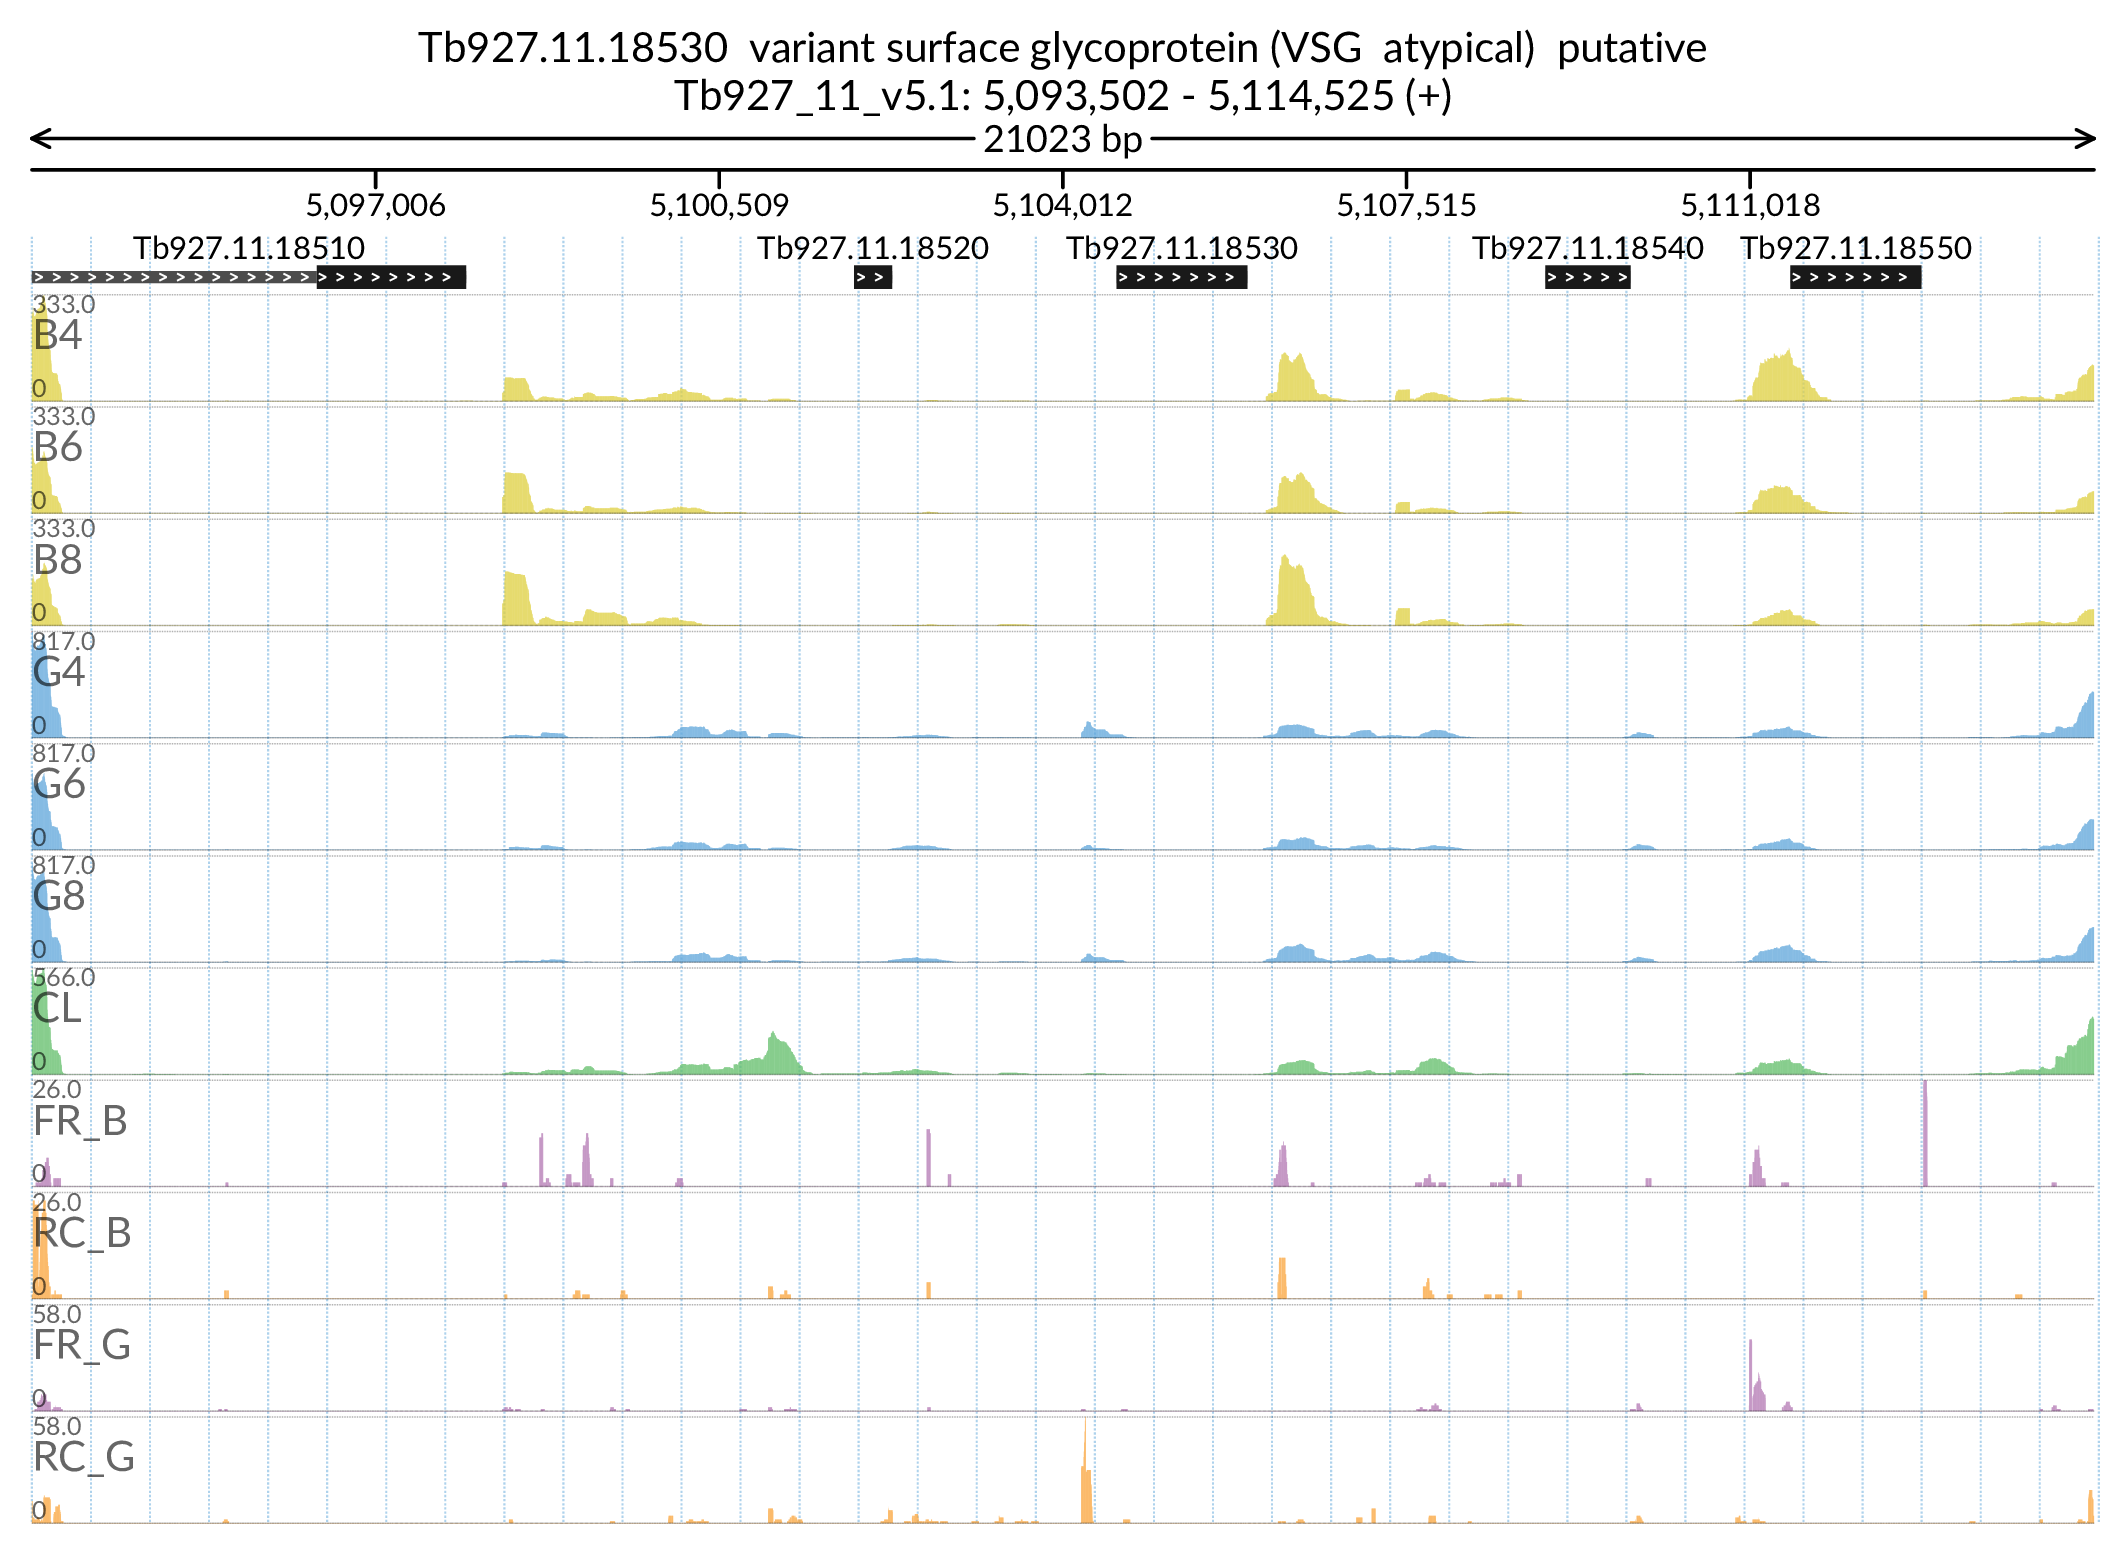 Tb927.11.18530  variant surface glycoprotein (VSG  atypical)  putative
Tb927_11_v5.1: 5,093,502 - 5,114,525 (+)
21023 bp
5,097,006 5,100,509 5,104,012 5,107,515 5,111,018
Tb927.11.18510 Tb927.11.18520 Tb927.11.18530 Tb927.11.18540 Tb927.11.18550
333.0
B4
0
333.0
B6
0
333.0
B8
0
817.0
G4
0
817.0
G6
0
817.0
G8
0
566.0
CL
0
26.0
FR_B
0
26.0
RC_B
0
58.0
FR_G
0
58.0
RC_G
0